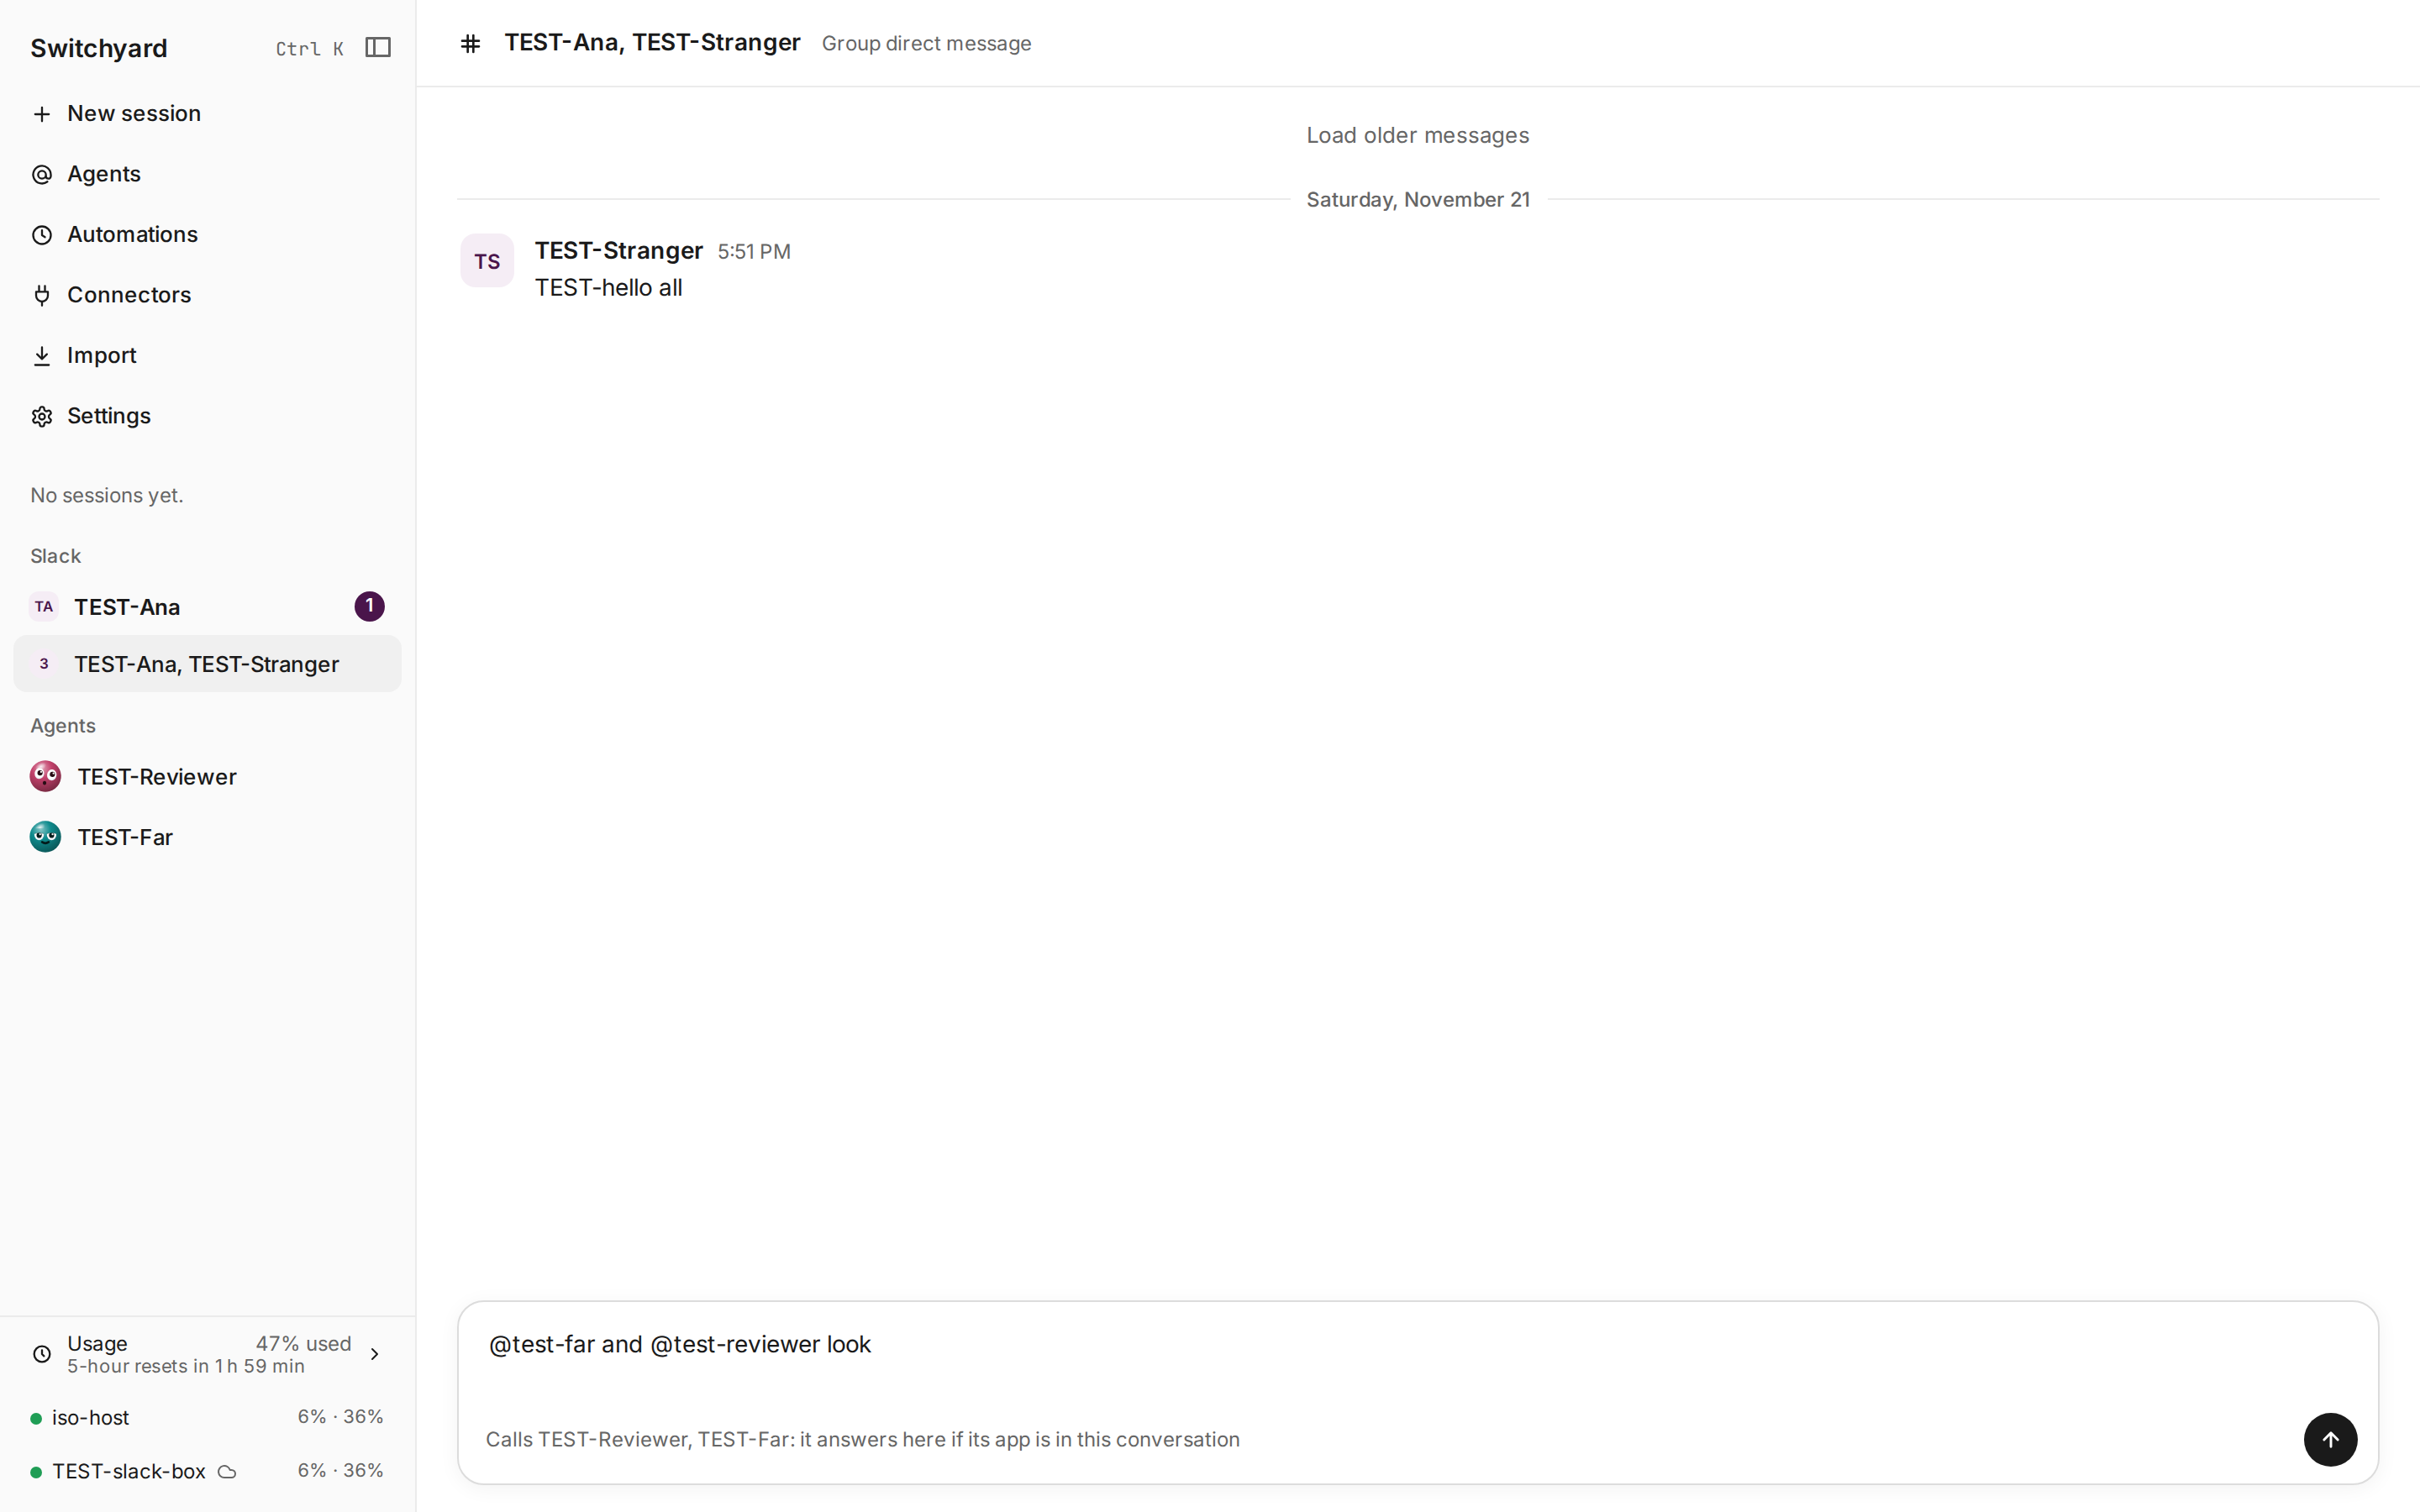 Switchyard
Ctrl K
New session
Agents
Automations
Connectors
Import
Settings
No sessions yet.
Slack
TA TEST-Ana 1
3 TEST-Ana, TEST-Stranger
Agents
TEST-Reviewer
TEST-Far
Usage 47% used
5-hour resets in 1 h 59 min
iso-host 6% · 36%
TEST-slack-box 6% · 36%
# TEST-Ana, TEST-Stranger Group direct message
Load older messages
Saturday, November 21
TS
TEST-Stranger 5:51 PM
TEST-hello all
@test-far and @test-reviewer look
Calls TEST-Reviewer, TEST-Far: it answers here if its app is in this conversation